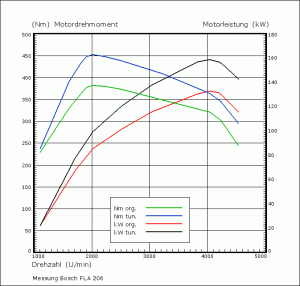 (Nm) Motordrehmoment Motorleistung (kW)
500 180
450 160
400 140
350 120
300 100
250 80
200 60
150 40
100 20
50 0
0
1000 2000 3000 4000 5000
Drehzahl (U/min)
Nm org.
Nm tun.
kW org.
kW tun.
Messung Bosch FLA 206